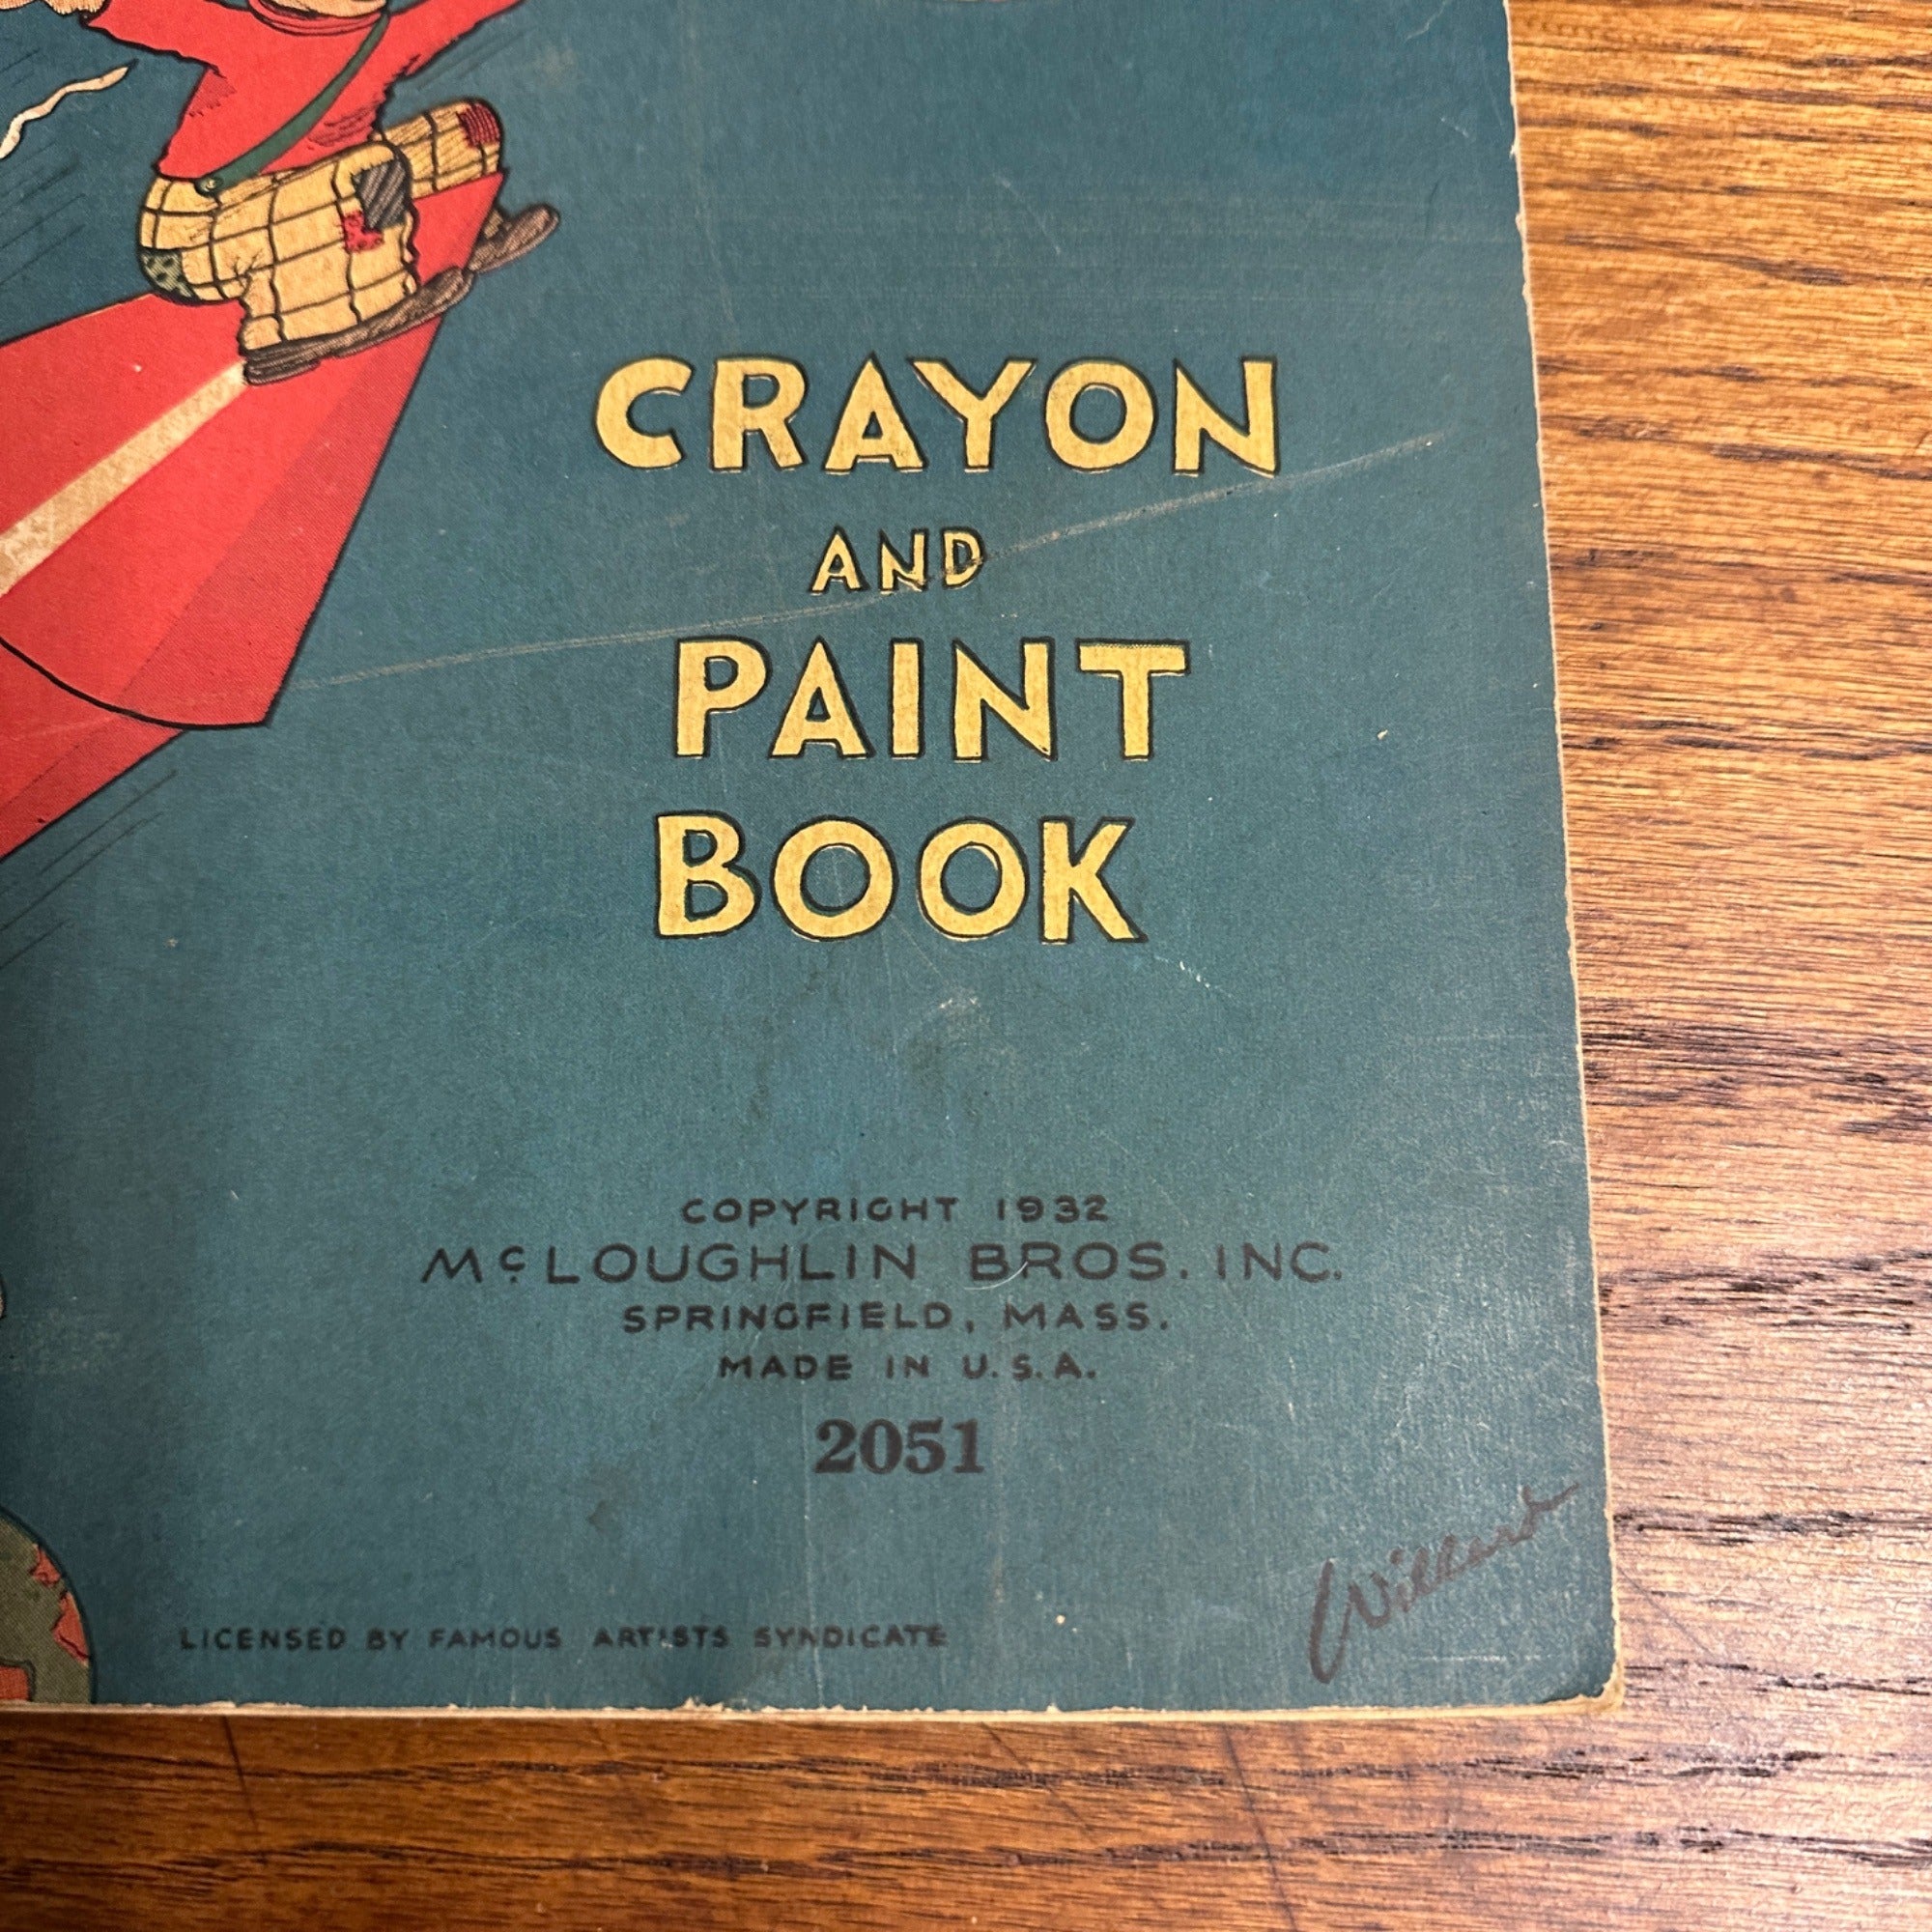 CRAYON
AND
PAINT
BOOK
COPYRIGHT 1932
McLOUGHLIN BROS. INC.
SPRINGFIELD, MASS.
MADE IN U.S.A.
2051
Willard
LICENSED BY FAMOUS ARTISTS SYNDICATE